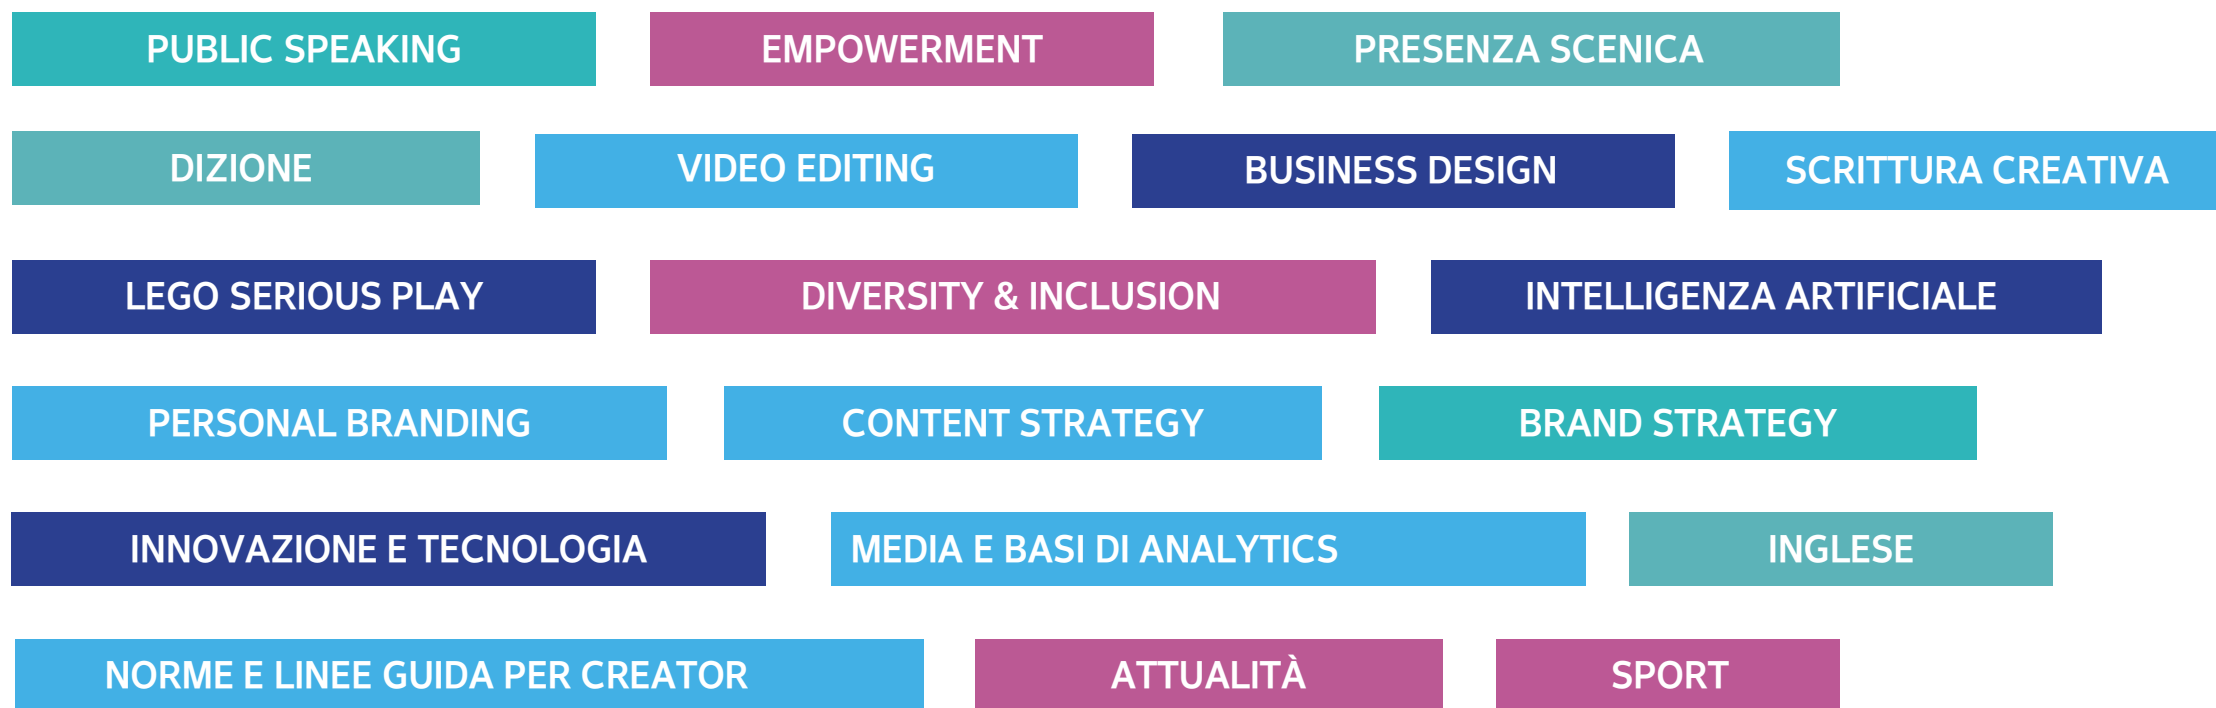 PUBLIC SPEAKING
EMPOWERMENT
PRESENZA SCENICA
DIZIONE
VIDEO EDITING
BUSINESS DESIGN
SCRITTURA CREATIVA
LEGO SERIOUS PLAY
DIVERSITY & INCLUSION
INTELLIGENZA ARTIFICIALE
PERSONAL BRANDING
CONTENT STRATEGY
BRAND STRATEGY
INNOVAZIONE E TECNOLOGIA
MEDIA E BASI DI ANALYTICS
INGLESE
NORME E LINEE GUIDA PER CREATOR
ATTUALITÀ
SPORT